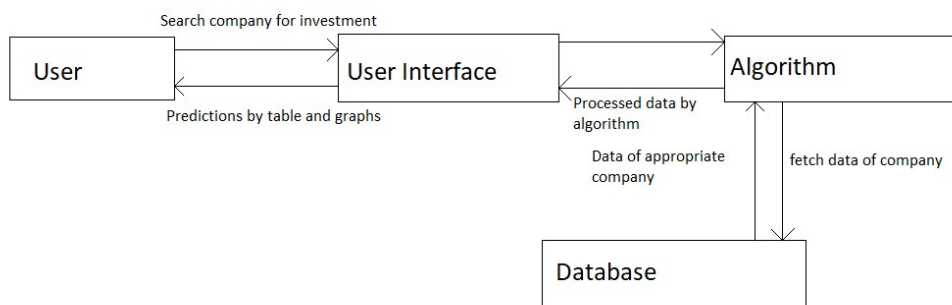 Search company for investment
User
User Interface
Algorithm
Predictions by table and graphs
Processed data by
algorithm
Data of appropriate
company
fetch data of company
Database